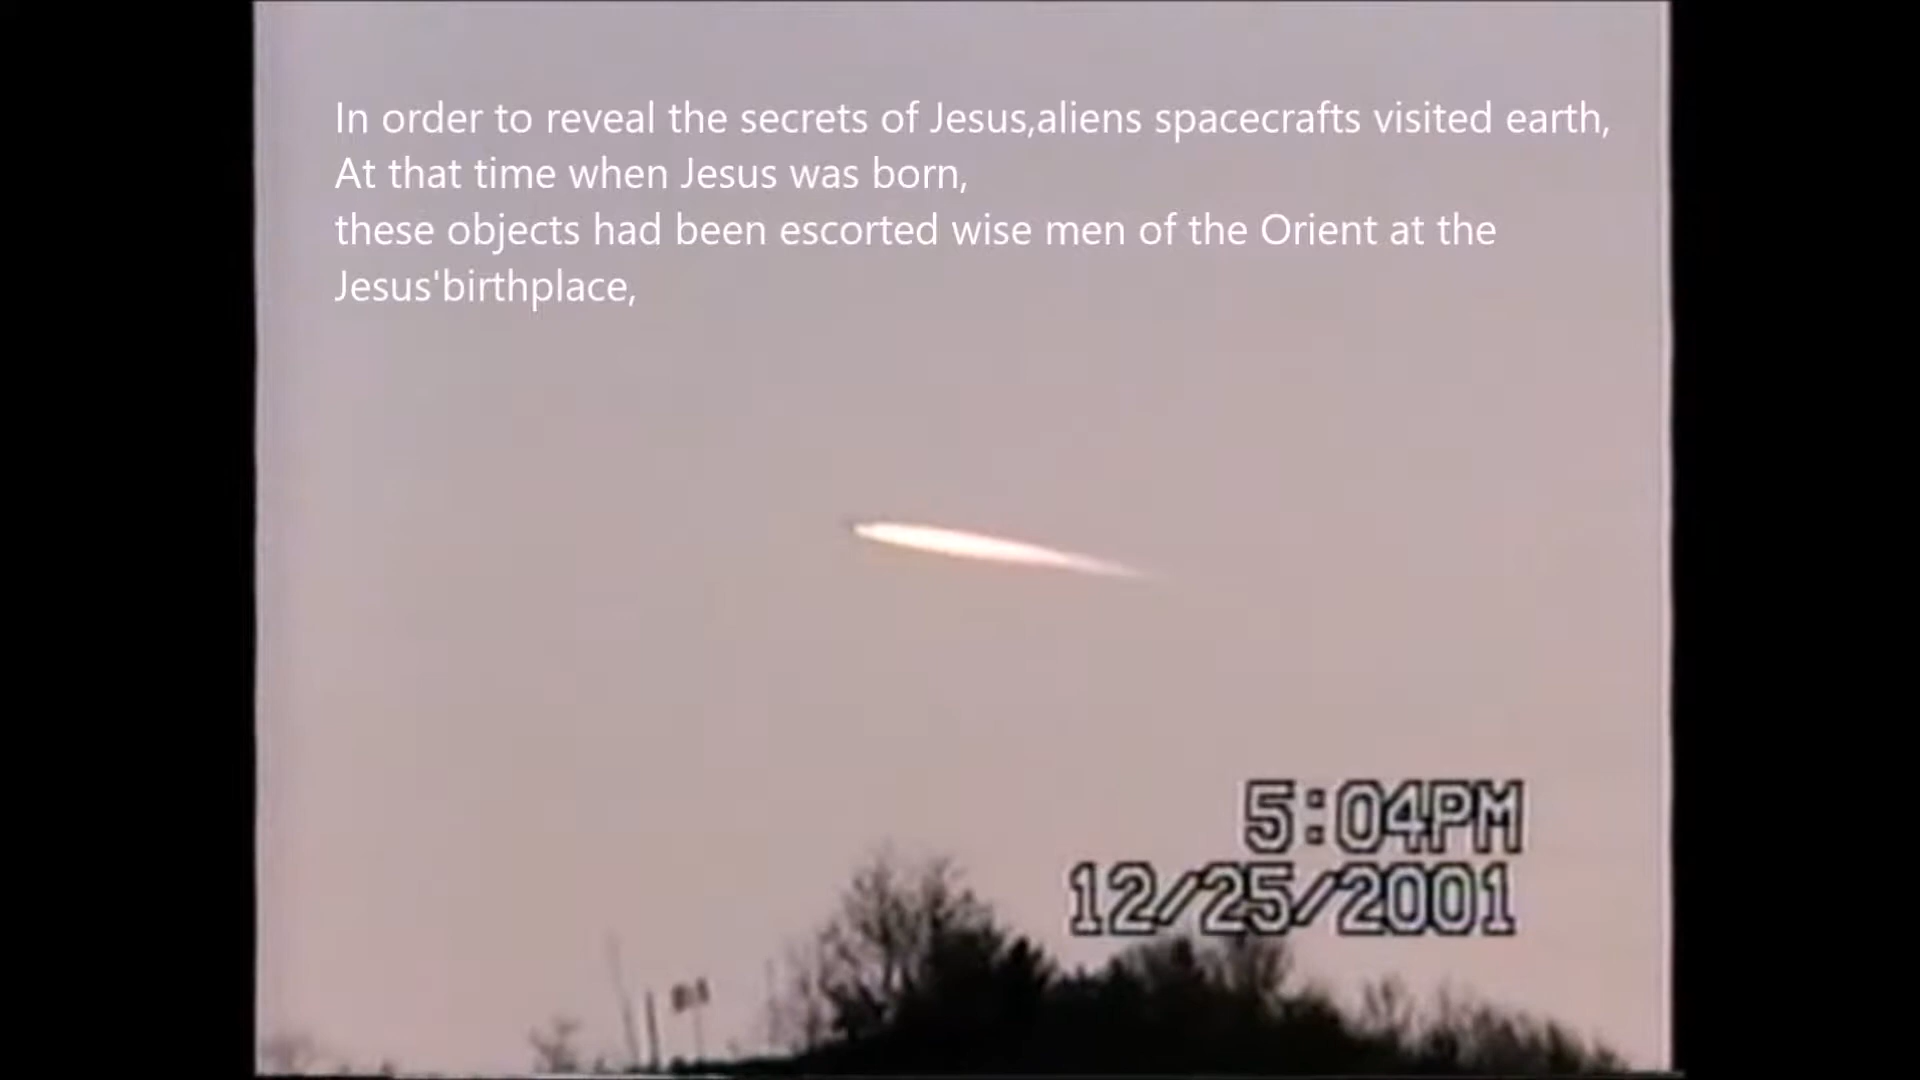 In order to reveal the secrets of Jesus,aliens spacecrafts visited earth,
At that time when Jesus was born,
these objects had been escorted wise men of the Orient at the
Jesus'birthplace,
5:04PM
12/25/2001